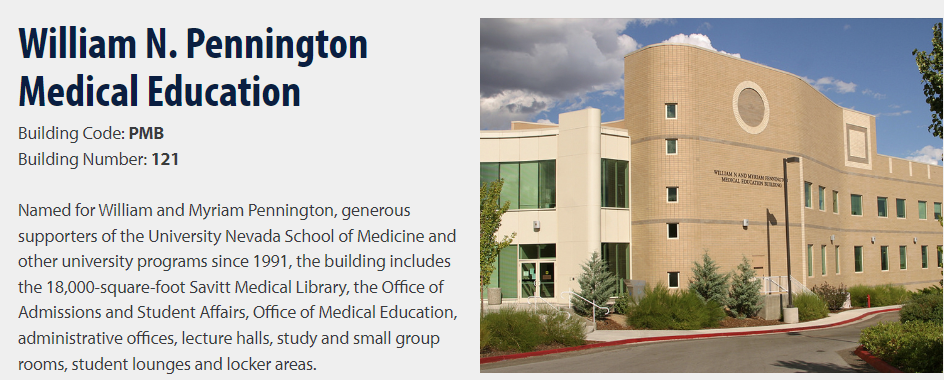 William N. Pennington
Medical Education
Building Code: PMB
Building Number: 121
Named for William and Myriam Pennington, generous
supporters of the University Nevada School of Medicine and
other university programs since 1991, the building includes
the 18,000-square-foot Savitt Medical Library, the Office of
Admissions and Student Affairs, Office of Medical Education,
administrative offices, lecture halls, study and small group
rooms, student lounges and locker areas.
WILLIAM N AND MYRIAM PENNINGTON
MEDICAL EDUCATION BUILDING